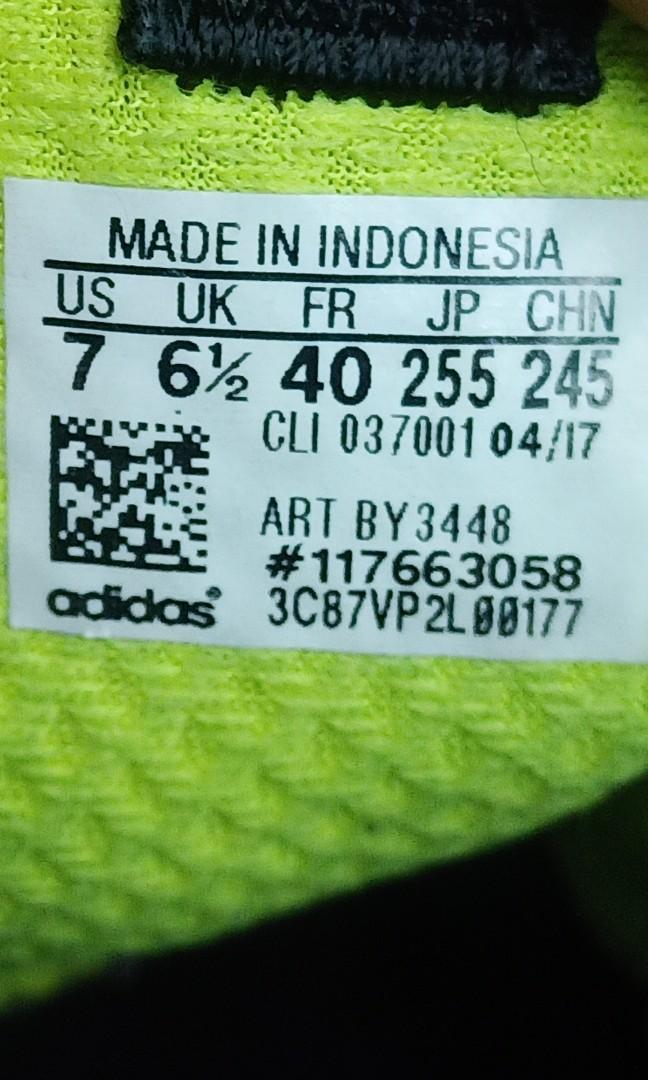 MADE IN INDONESIA
US UK FR JP CHN
7 6½ 40 255 245
CLI 037001 04/17
ART BY3448
#117663058
adidas® 3C87VP2L00177